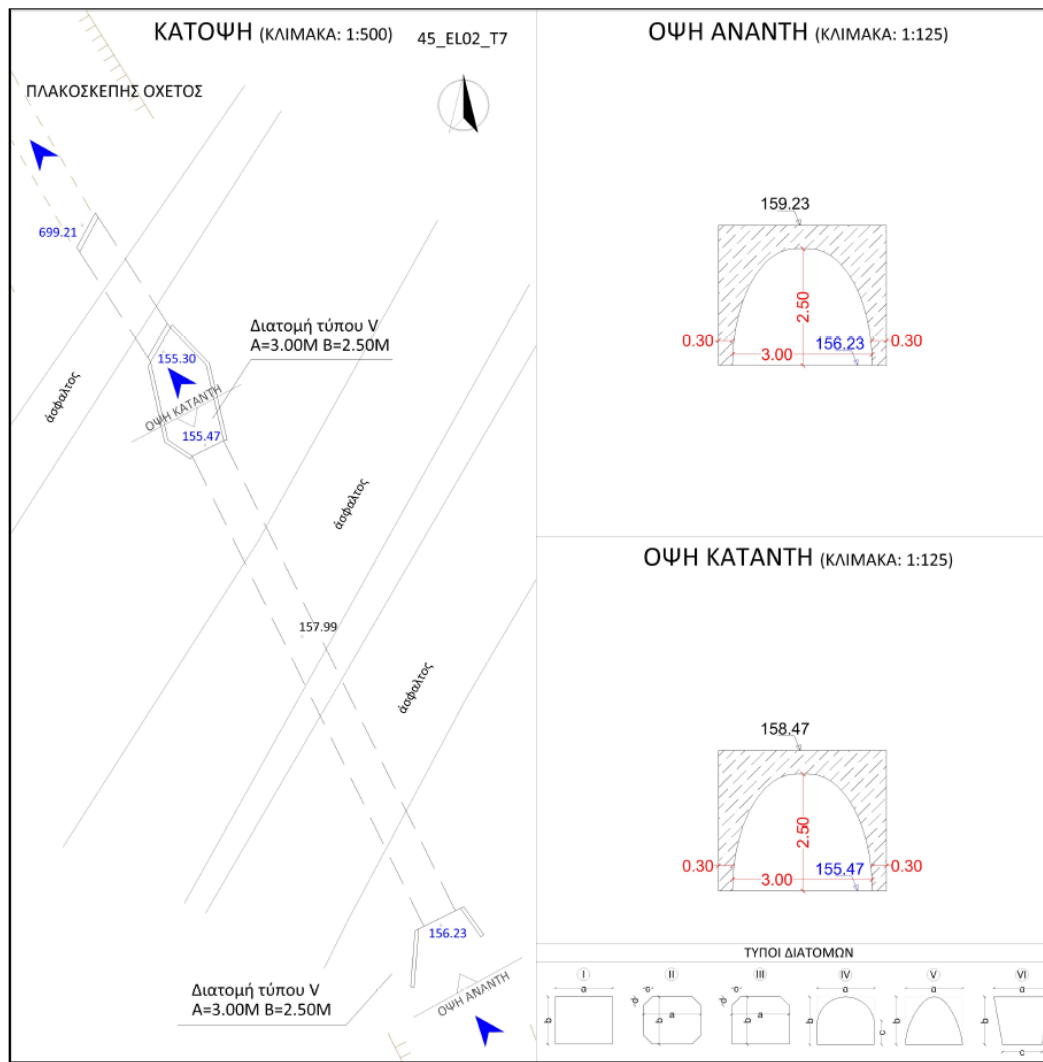 ΚΑΤΟΨΗ (ΚΛΙΜΑΚΑ: 1:500)
45_EL02_T7
ΠΛΑΚΟΣΚΕΠΗΣ ΟΧΕΤΟΣ
699.21
Διατομή τύπου V
A=3.00M B=2.50M
155.30
άσφαλτος
ΟΨΗ ΚΑΤΑΝΤΗ
155.47
άσφαλτος
157.99
άσφαλτος
156.23
Διατομή τύπου V
A=3.00M B=2.50M
ΟΨΗ ΑΝΑΝΤΗ
ΟΨΗ ΑΝΑΝΤΗ (ΚΛΙΜΑΚΑ: 1:125)
159.23
2.50
0.30
3.00
156.23
0.30
ΟΨΗ ΚΑΤΑΝΤΗ (ΚΛΙΜΑΚΑ: 1:125)
158.47
2.50
0.30
3.00
155.47
0.30
ΤΥΠΟΙ ΔΙΑΤΟΜΩΝ
I II III IV V VI
a d a d a a a a
b b b b c b b c